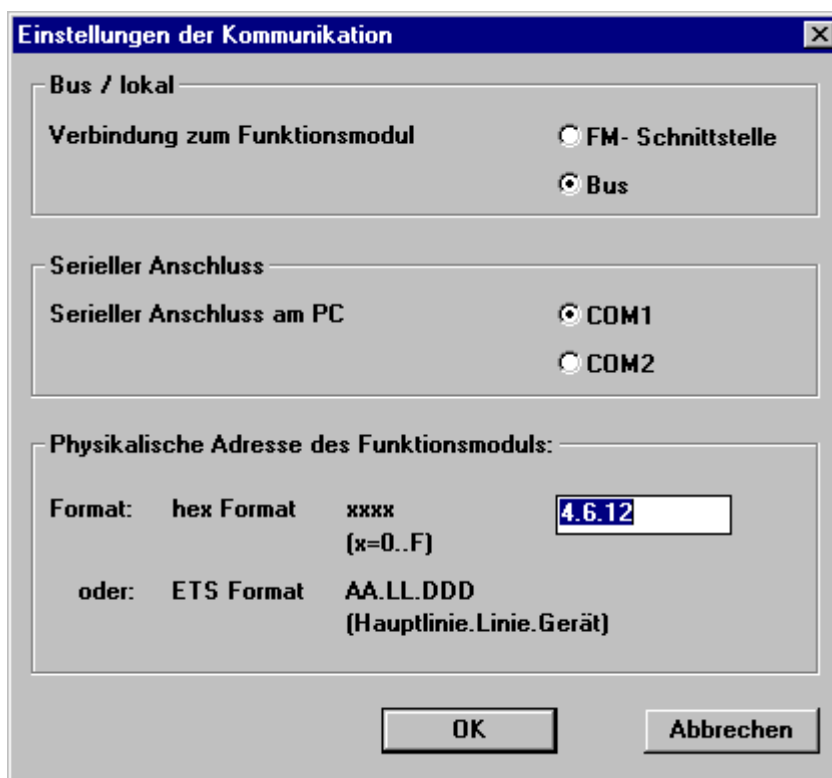 Einstellungen der Kommunikation
Bus / lokal
Verbindung zum Funktionsmodul
FM- Schnittstelle
Bus
Serieller Anschluss
Serieller Anschluss am PC
COM1
COM2
Physikalische Adresse des Funktionsmoduls:
Format: hex Format xxxx 4.6.12
(x=0..F)
oder: ETS Format AA.LL.DDD
(Hauptlinie.Linie.Gerät)
OK Abbrechen